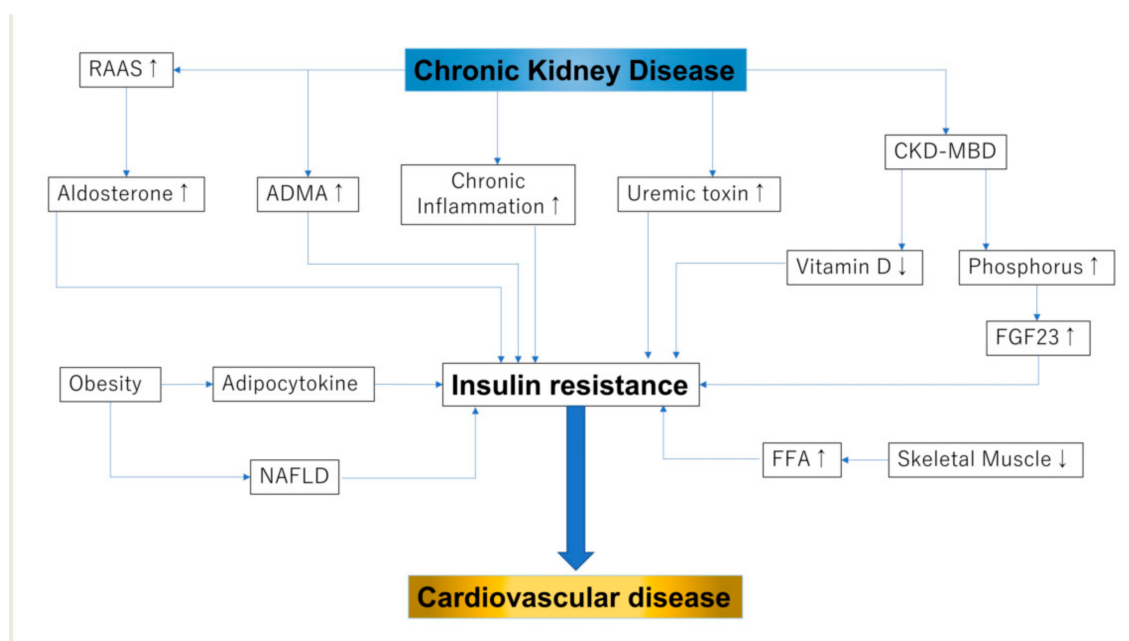 RAAS ↑
Chronic Kidney Disease
CKD-MBD
Aldosterone ↑
ADMA ↑
Chronic
Inflammation ↑
Uremic toxin ↑
Vitamin D ↓
Phosphorus ↑
FGF23 ↑
Obesity
Adipocytokine
Insulin resistance
NAFLD
FFA ↑
Skeletal Muscle ↓
Cardiovascular disease